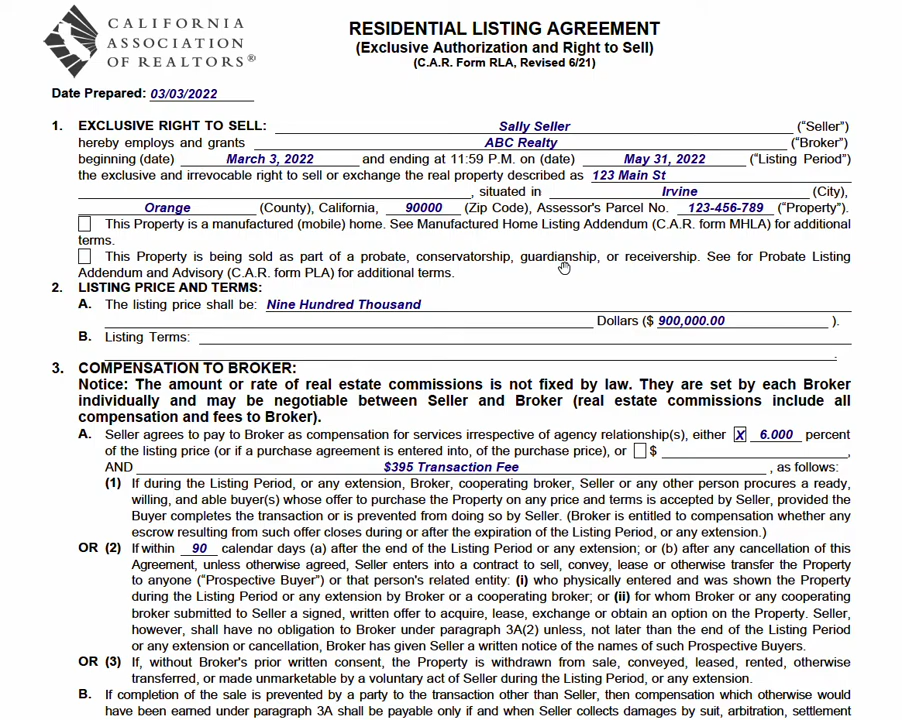 CALIFORNIA
ASSOCIATION
OF REALTORS®
RESIDENTIAL LISTING AGREEMENT
(Exclusive Authorization and Right to Sell)
(C.A.R. Form RLA, Revised 6/21)
Date Prepared: 03/03/2022
1. EXCLUSIVE RIGHT TO SELL: Sally Seller ("Seller")
hereby employs and grants ABC Realty ("Broker")
beginning (date) March 3, 2022 and ending at 11:59 P.M. on (date) May 31, 2022 ("Listing Period")
the exclusive and irrevocable right to sell or exchange the real property described as 123 Main St
, situated in Irvine (City),
Orange (County), California, 90000 (Zip Code), Assessor's Parcel No. 123-456-789 ("Property").
This Property is a manufactured (mobile) home. See Manufactured Home Listing Addendum (C.A.R. form MHLA) for additional
terms.
This Property is being sold as part of a probate, conservatorship, guardianship, or receivership. See for Probate Listing
Addendum and Advisory (C.A.R. form PLA) for additional terms.
2. LISTING PRICE AND TERMS:
A. The listing price shall be: Nine Hundred Thousand
Dollars ($ 900,000.00 ).
B. Listing Terms:
.
3. COMPENSATION TO BROKER:
Notice: The amount or rate of real estate commissions is not fixed by law. They are set by each Broker
individually and may be negotiable between Seller and Broker (real estate commissions include all
compensation and fees to Broker).
A. Seller agrees to pay to Broker as compensation for services irrespective of agency relationship(s), either X 6.000 percent
of the listing price (or if a purchase agreement is entered into, of the purchase price), or $ ,
AND $395 Transaction Fee , as follows:
(1) If during the Listing Period, or any extension, Broker, cooperating broker, Seller or any other person procures a ready,
willing, and able buyer(s) whose offer to purchase the Property on any price and terms is accepted by Seller, provided the
Buyer completes the transaction or is prevented from doing so by Seller. (Broker is entitled to compensation whether any
escrow resulting from such offer closes during or after the expiration of the Listing Period, or any extension.)
OR (2) If within 90 calendar days (a) after the end of the Listing Period or any extension; or (b) after any cancellation of this
Agreement, unless otherwise agreed, Seller enters into a contract to sell, convey, lease or otherwise transfer the Property
to anyone ("Prospective Buyer") or that person's related entity: (i) who physically entered and was shown the Property
during the Listing Period or any extension by Broker or a cooperating broker; or (ii) for whom Broker or any cooperating
broker submitted to Seller a signed, written offer to acquire, lease, exchange or obtain an option on the Property. Seller,
however, shall have no obligation to Broker under paragraph 3A(2) unless, not later than the end of the Listing Period
or any extension or cancellation, Broker has given Seller a written notice of the names of such Prospective Buyers.
OR (3) If, without Broker's prior written consent, the Property is withdrawn from sale, conveyed, leased, rented, otherwise
transferred, or made unmarketable by a voluntary act of Seller during the Listing Period, or any extension.
B. If completion of the sale is prevented by a party to the transaction other than Seller, then compensation which otherwise would
have been earned under paragraph 3A shall be payable only if and when Seller collects damages by suit, arbitration, settlement